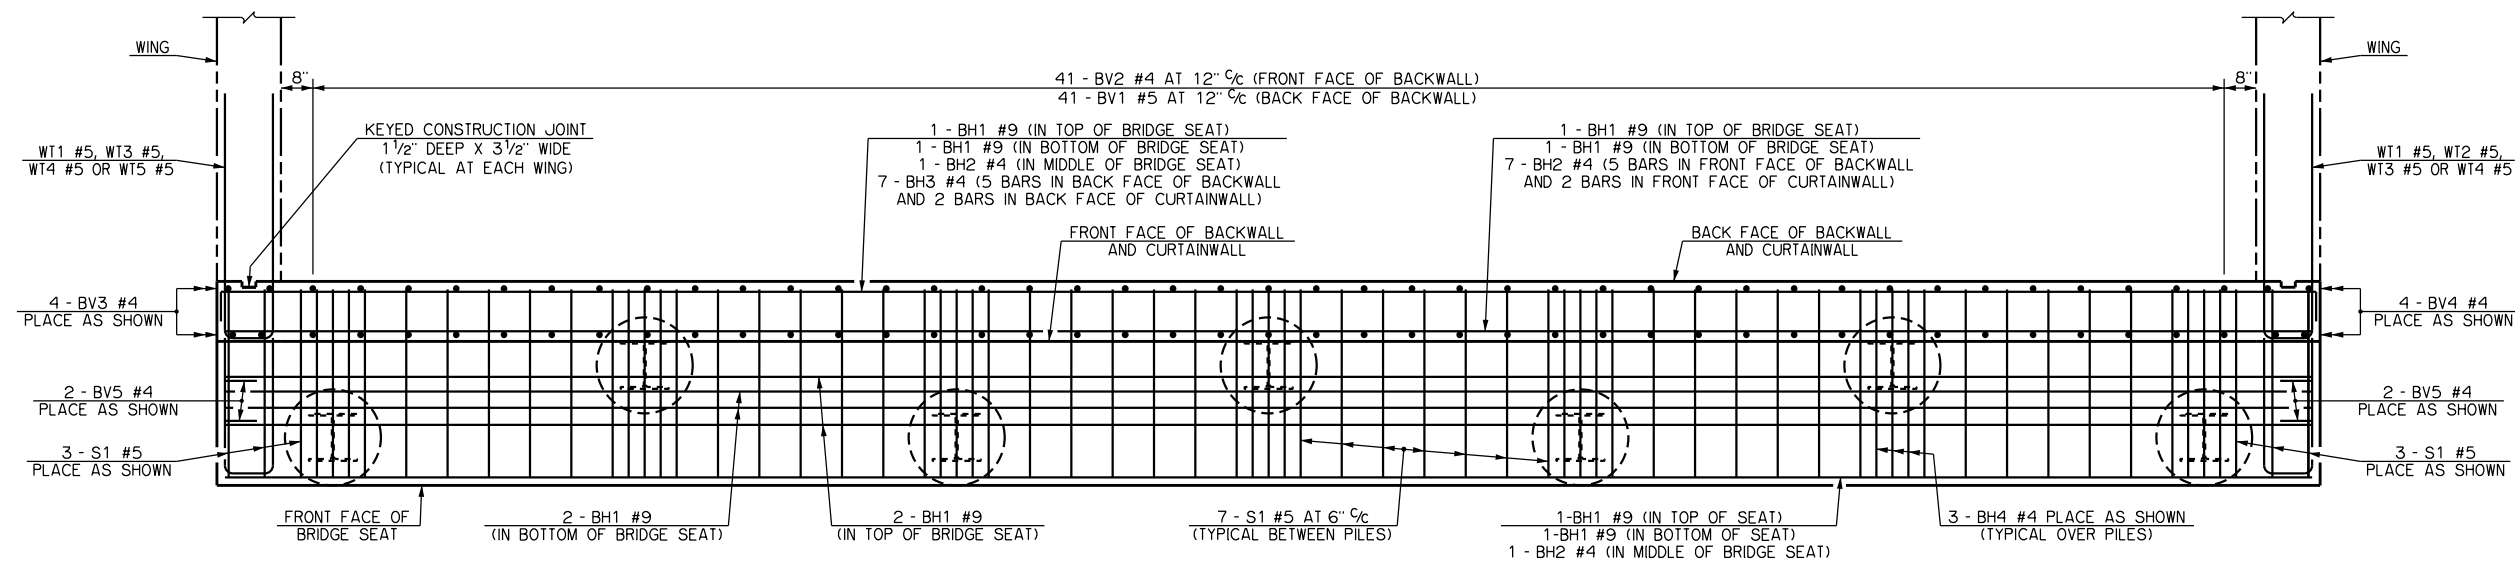 WING
WING
8"
41 - BV2 #4 AT 12" C/c (FRONT FACE OF BACKWALL)
41 - BV1 #5 AT 12" C/c (BACK FACE OF BACKWALL)
8"
KEYED CONSTRUCTION JOINT
1 1/2" DEEP X 3 1/2" WIDE
(TYPICAL AT EACH WING)
1 - BH1 #9 (IN TOP OF BRIDGE SEAT)
1 - BH1 #9 (IN BOTTOM OF BRIDGE SEAT)
1 - BH2 #4 (IN MIDDLE OF BRIDGE SEAT)
7 - BH3 #4 (5 BARS IN BACK FACE OF BACKWALL
AND 2 BARS IN BACK FACE OF CURTAINWALL)
1 - BH1 #9 (IN TOP OF BRIDGE SEAT)
1 - BH1 #9 (IN BOTTOM OF BRIDGE SEAT)
7 - BH2 #4 (5 BARS IN FRONT FACE OF BACKWALL
AND 2 BARS IN FRONT FACE OF CURTAINWALL)
WT1 #5, WT3 #5,
WT4 #5 OR WT5 #5
WT1 #5, WT2 #5,
WT3 #5 OR WT4 #5
FRONT FACE OF BACKWALL
AND CURTAINWALL
BACK FACE OF BACKWALL
AND CURTAINWALL
4 - BV3 #4
PLACE AS SHOWN
4 - BV4 #4
PLACE AS SHOWN
2 - BV5 #4
PLACE AS SHOWN
2 - BV5 #4
PLACE AS SHOWN
3 - S1 #5
PLACE AS SHOWN
3 - S1 #5
PLACE AS SHOWN
FRONT FACE OF
BRIDGE SEAT
2 - BH1 #9
(IN BOTTOM OF BRIDGE SEAT)
2 - BH1 #9
(IN TOP OF BRIDGE SEAT)
7 - S1 #5 AT 6" C/c
(TYPICAL BETWEEN PILES)
1-BH1 #9 (IN TOP OF SEAT)
1-BH1 #9 (IN BOTTOM OF SEAT)
1 - BH2 #4 (IN MIDDLE OF BRIDGE SEAT)
3 - BH4 #4 PLACE AS SHOWN
(TYPICAL OVER PILES)